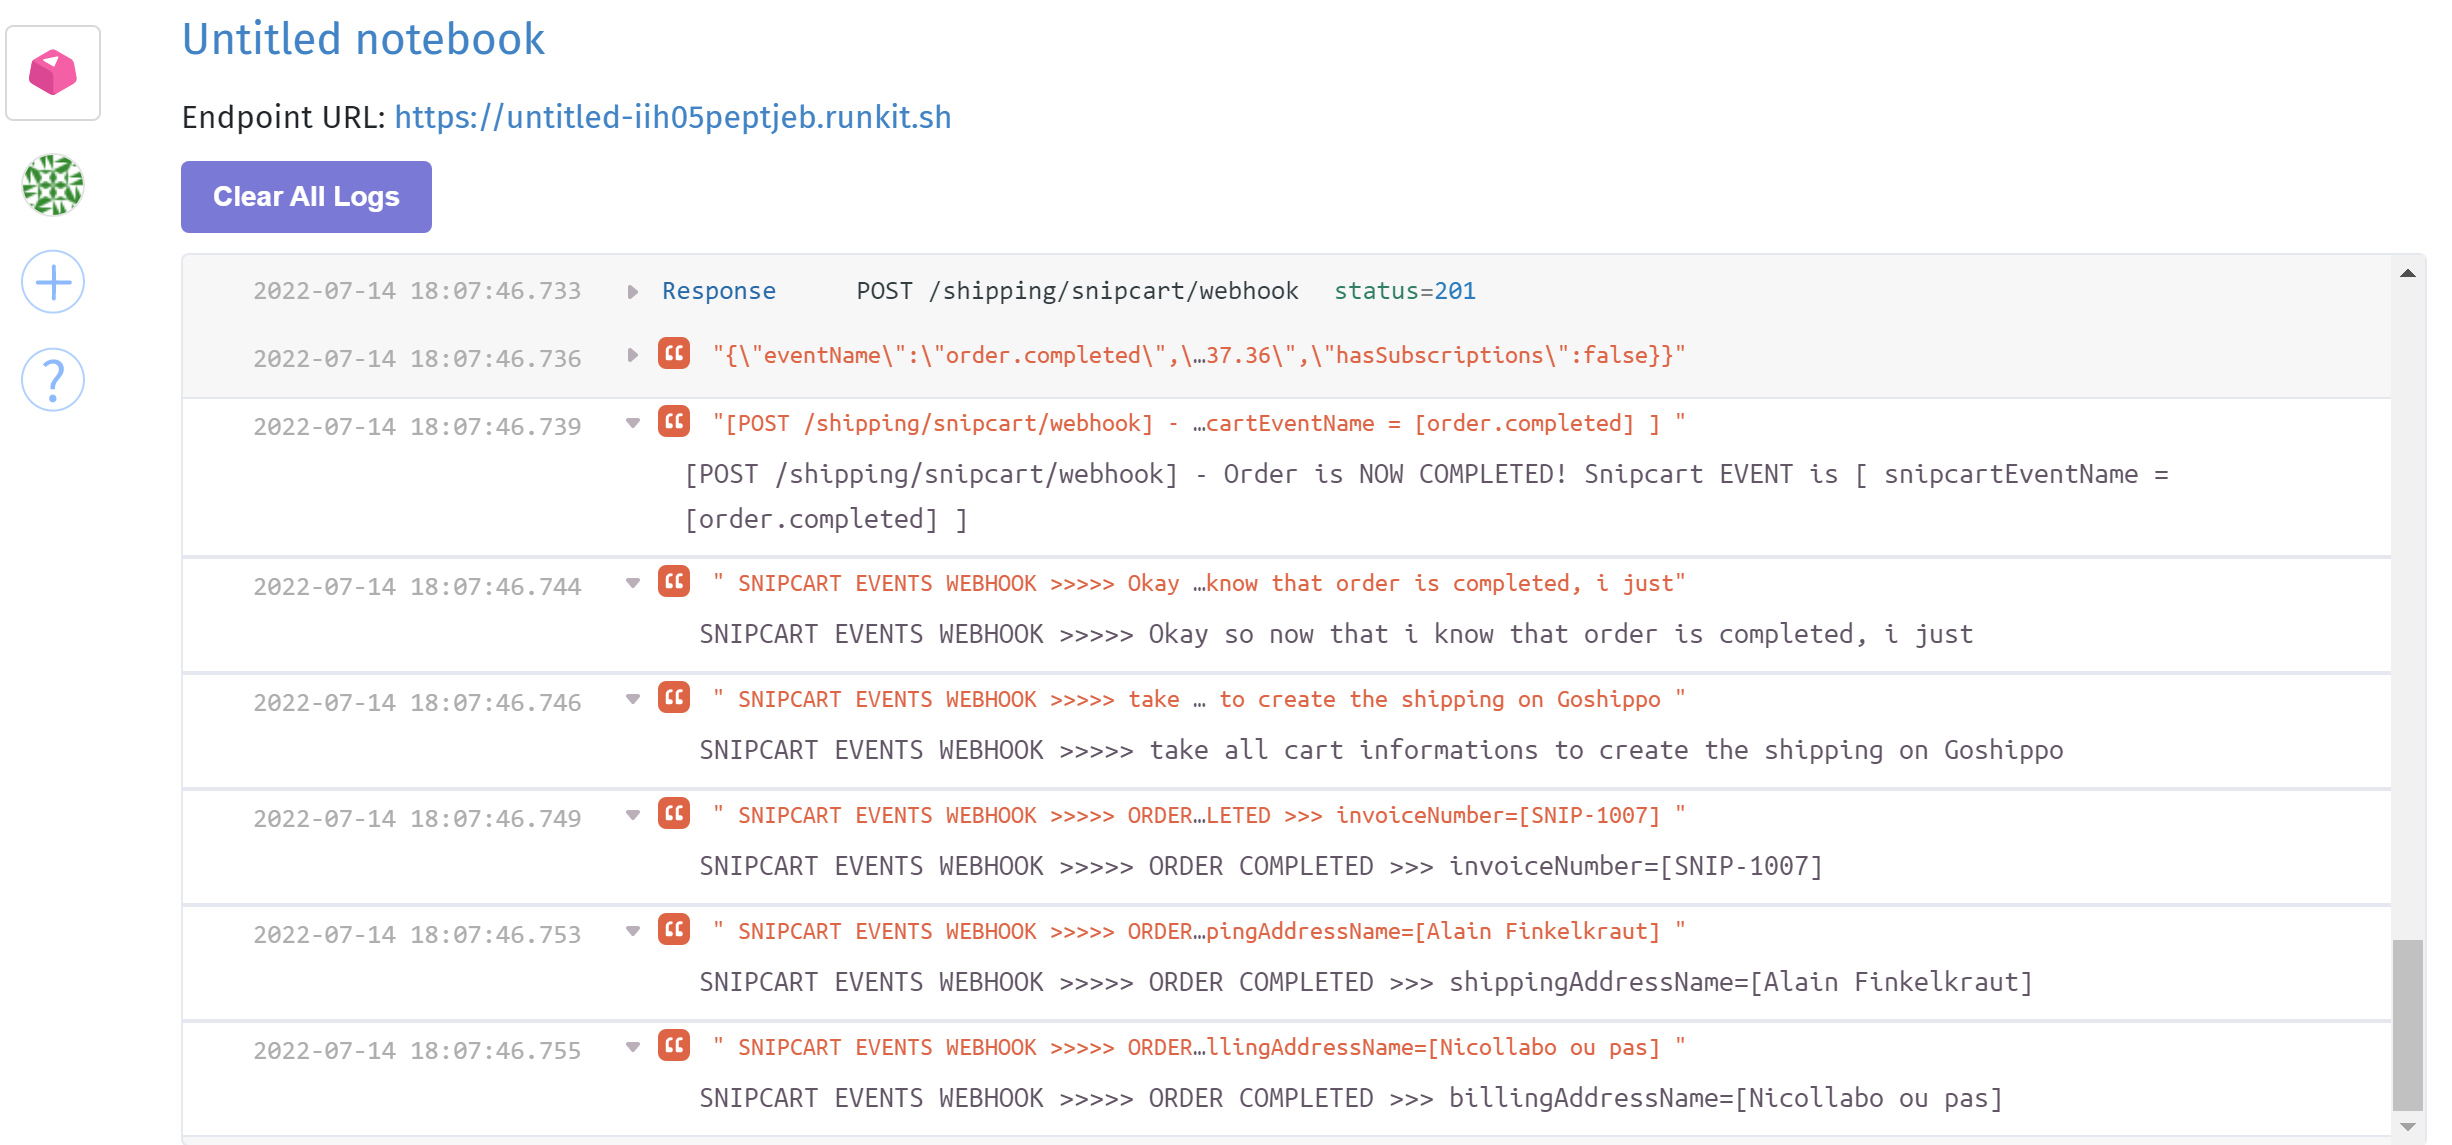 Untitled notebook
Endpoint URL: https://untitled-iih05peptjeb.runkit.sh
Clear All Logs
2022-07-14 18:07:46.733 Response POST /shipping/snipcart/webhook status=201
2022-07-14 18:07:46.736 "{\"eventName\":\"order.completed\",\…37.36\",\"hasSubscriptions\":false}}"
2022-07-14 18:07:46.739 "[POST /shipping/snipcart/webhook] - …cartEventName = [order.completed] ] "
[POST /shipping/snipcart/webhook] - Order is NOW COMPLETED! Snipcart EVENT is [ snipcartEventName =
[order.completed] ]
2022-07-14 18:07:46.744 " SNIPCART EVENTS WEBHOOK >>>>> Okay …know that order is completed, i just"
SNIPCART EVENTS WEBHOOK >>>>> Okay so now that i know that order is completed, i just
2022-07-14 18:07:46.746 " SNIPCART EVENTS WEBHOOK >>>>> take … to create the shipping on Goshippo "
SNIPCART EVENTS WEBHOOK >>>>> take all cart informations to create the shipping on Goshippo
2022-07-14 18:07:46.749 " SNIPCART EVENTS WEBHOOK >>>>> ORDER…LETED >>> invoiceNumber=[SNIP-1007] "
SNIPCART EVENTS WEBHOOK >>>>> ORDER COMPLETED >>> invoiceNumber=[SNIP-1007]
2022-07-14 18:07:46.753 " SNIPCART EVENTS WEBHOOK >>>>> ORDER…pingAddressName=[Alain Finkelkraut] "
SNIPCART EVENTS WEBHOOK >>>>> ORDER COMPLETED >>> shippingAddressName=[Alain Finkelkraut]
2022-07-14 18:07:46.755 " SNIPCART EVENTS WEBHOOK >>>>> ORDER…llingAddressName=[Nicollabo ou pas] "
SNIPCART EVENTS WEBHOOK >>>>> ORDER COMPLETED >>> billingAddressName=[Nicollabo ou pas]